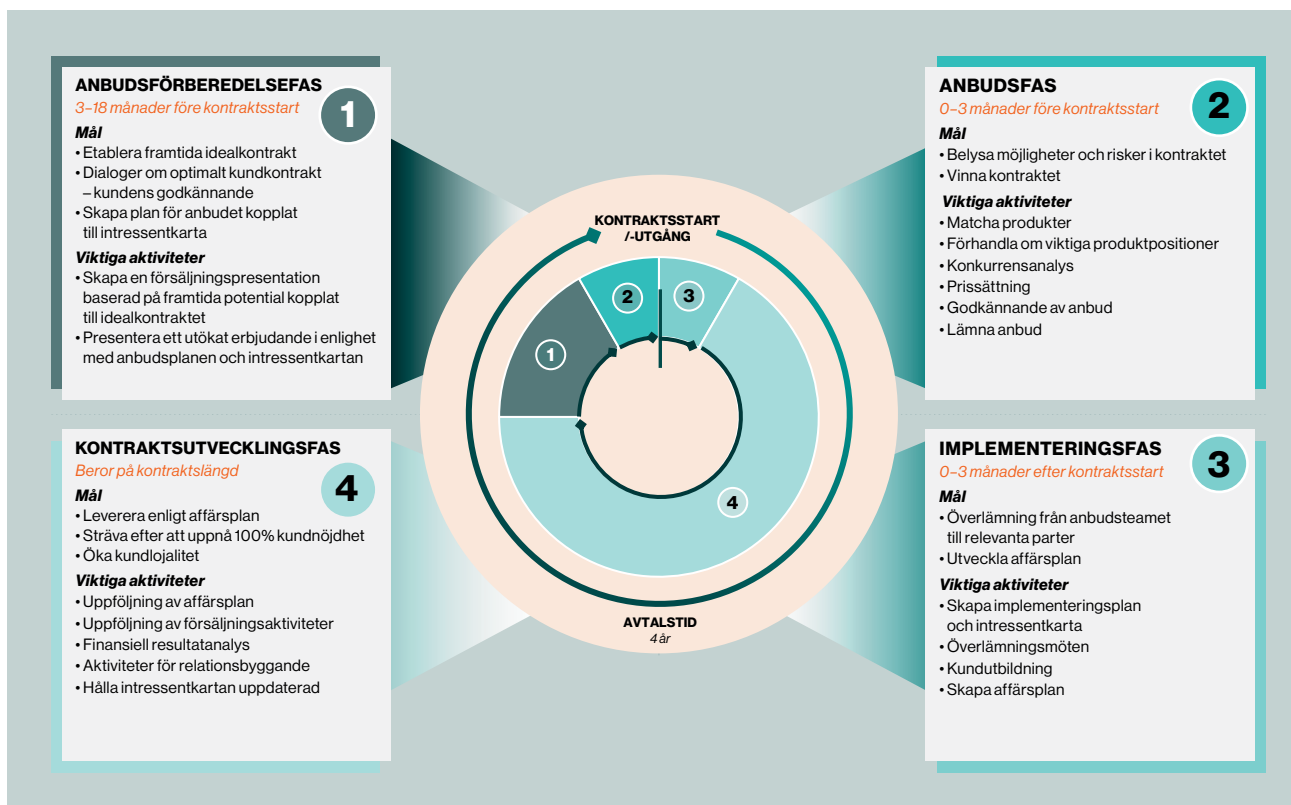 ANBUDSFÖRBEREDELSEFAS
3–18 månader före kontraktsstart
1
Mål
• Etablera framtida idealkontrakt
• Dialoger om optimalt kundkontrakt
– kundens godkännande
• Skapa plan för anbudet kopplat
till intressentkarta
Viktiga aktiviteter
• Skapa en försäljningspresentation
baserad på framtida potential kopplat
till idealkontraktet
• Presentera ett utökat erbjudande i enlighet
med anbudsplanen och intressentkartan
ANBUDSFAS
0–3 månader före kontraktsstart
2
Mål
• Belysa möjligheter och risker i kontraktet
• Vinna kontraktet
Viktiga aktiviteter
• Matcha produkter
• Förhandla om viktiga produktpositioner
• Konkurrensanalys
• Prissättning
• Godkännande av anbud
• Lämna anbud
KONTRAKTSSTART
/-UTGÅNG
2
3
1
4
AVTALSTID
4 år
KONTRAKTSUTVECKLINGSFAS
Beror på kontraktslängd
4
Mål
• Leverera enligt affärsplan
• Sträva efter att uppnå 100% kundnöjdhet
• Öka kundlojalitet
Viktiga aktiviteter
• Uppföljning av affärsplan
• Uppföljning av försäljningsaktiviteter
• Finansiell resultatanalys
• Aktiviteter för relationsbyggande
• Hålla intressentkartan uppdaterad
IMPLEMENTERINGSFAS
0–3 månader efter kontraktsstart
3
Mål
• Överlämning från anbudsteamet
till relevanta parter
• Utveckla affärsplan
Viktiga aktiviteter
• Skapa implementeringsplan
och intressentkarta
• Överlämningsmöten
• Kundutbildning
• Skapa affärsplan